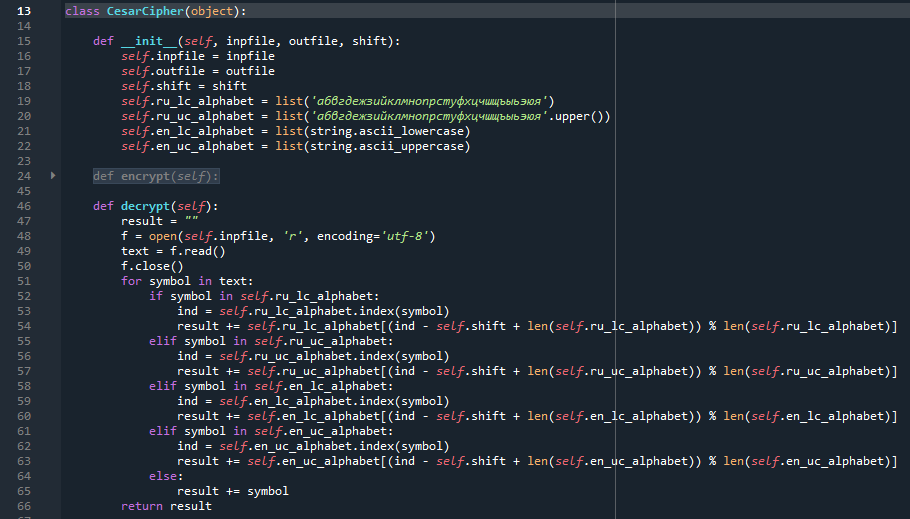 13 class CesarCipher(object):
14
15 def __init__(self, inpfile, outfile, shift):
16 self.inpfile = inpfile
17 self.outfile = outfile
18 self.shift = shift
19 self.ru_lc_alphabet = list('абвгдежзийклмнопрстуфхцчшщъыьэюя')
20 self.ru_uc_alphabet = list('абвгдежзийклмнопрстуфхцчшщъыьэюя'.upper())
21 self.en_lc_alphabet = list(string.ascii_lowercase)
22 self.en_uc_alphabet = list(string.ascii_uppercase)
23
24 def encrypt(self):
45
46 def decrypt(self):
47 result = ""
48 f = open(self.inpfile, 'r', encoding='utf-8')
49 text = f.read()
50 f.close()
51 for symbol in text:
52 if symbol in self.ru_lc_alphabet:
53 ind = self.ru_lc_alphabet.index(symbol)
54 result += self.ru_lc_alphabet[(ind - self.shift + len(self.ru_lc_alphabet)) % len(self.ru_lc_alphabet)]
55 elif symbol in self.ru_uc_alphabet:
56 ind = self.ru_uc_alphabet.index(symbol)
57 result += self.ru_uc_alphabet[(ind - self.shift + len(self.ru_uc_alphabet)) % len(self.ru_uc_alphabet)]
58 elif symbol in self.en_lc_alphabet:
59 ind = self.en_lc_alphabet.index(symbol)
60 result += self.en_lc_alphabet[(ind - self.shift + len(self.en_lc_alphabet)) % len(self.en_lc_alphabet)]
61 elif symbol in self.en_uc_alphabet:
62 ind = self.en_uc_alphabet.index(symbol)
63 result += self.en_uc_alphabet[(ind - self.shift + len(self.en_uc_alphabet)) % len(self.en_uc_alphabet)]
64 else:
65 result += symbol
66 return result